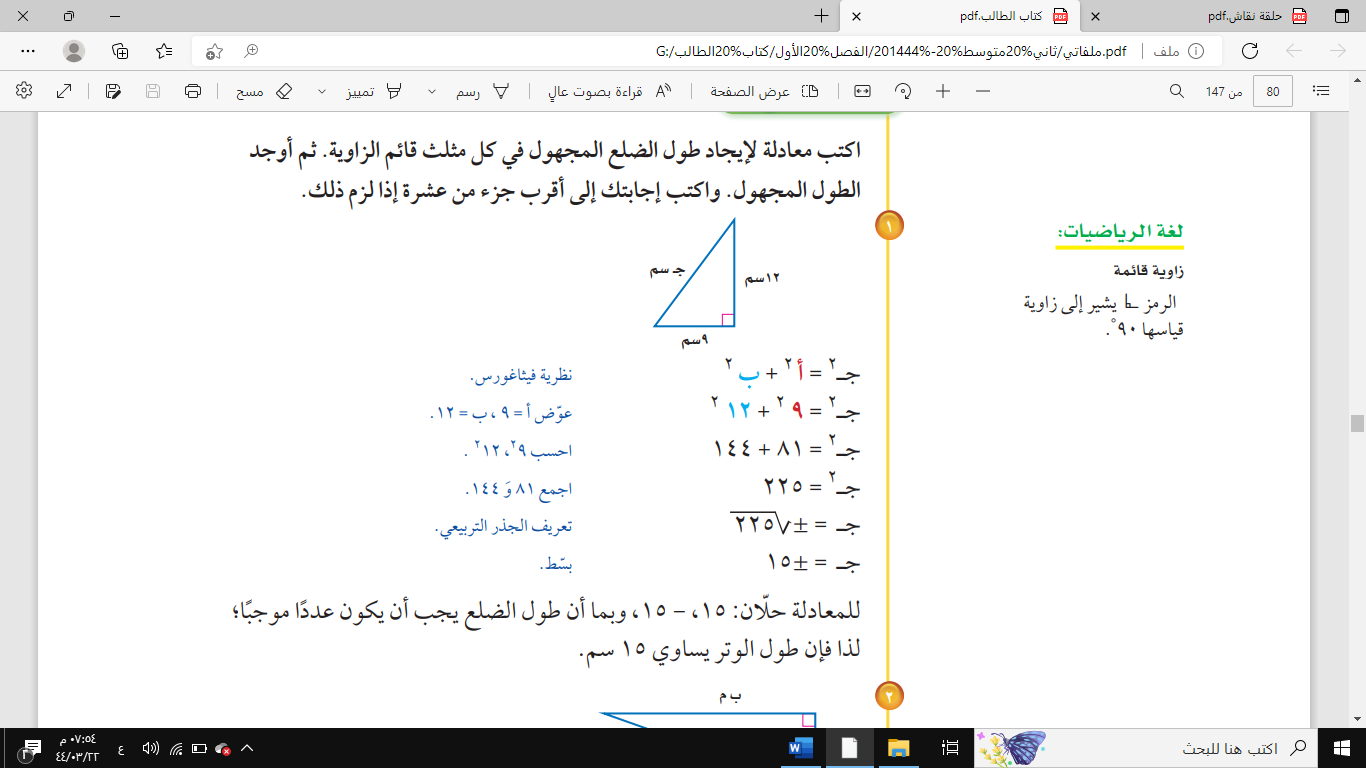 حلقة نقاش.pdf
كتاب الطالب.pdf
ملف
G:/ملفاتي/ثاني%20متوسط%20-%201444/الفصل%20الأول/كتاب%20الطالب.pdf
80
من 147
عرض الصفحة
قراءة بصوت عالٍ
رسم
تمييز
مسح
اكتب معادلة لإيجاد طول الضلع المجهول في كل مثلث قائم الزاوية. ثم أوجد
الطول المجهول. واكتب إجابتك إلى أقرب جزء من عشرة إذا لزم ذلك.
١
لغة الرياضيات:
زاوية قائمة
الرمز ⊾ يشير إلى زاوية
قياسها ٩٠°.
جـ سم
١٢سم
٩سم
جـ٢ = أ٢ + ب٢ نظرية فيثاغورس.
جـ٢ = ٩٢ + ١٢٢ عوّض أ = ٩ ، ب = ١٢.
جـ٢ = ٨١ + ١٤٤ احسب ٩٢، ١٢٢ .
جـ٢ = ٢٢٥ اجمع ٨١ وَ ١٤٤.
جـ = ±√٢٢٥ تعريف الجذر التربيعي.
جـ = ±١٥ بسّط.
للمعادلة حلّان: ١٥، – ١٥، وبما أن طول الضلع يجب أن يكون عددًا موجبًا؛
لذا فإن طول الوتر يساوي ١٥ سم.
٢
ب م
اكتب هنا للبحث
ع
٠٧:٥٤ م
٤٤/٠٣/٢٢
٣